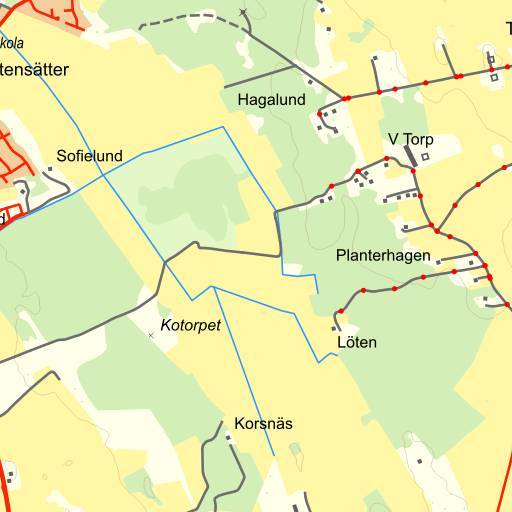 kola
tensätter
T
Hagalund
V Torp
Sofielund
d
Planterhagen
Kotorpet
Löten
Korsnäs